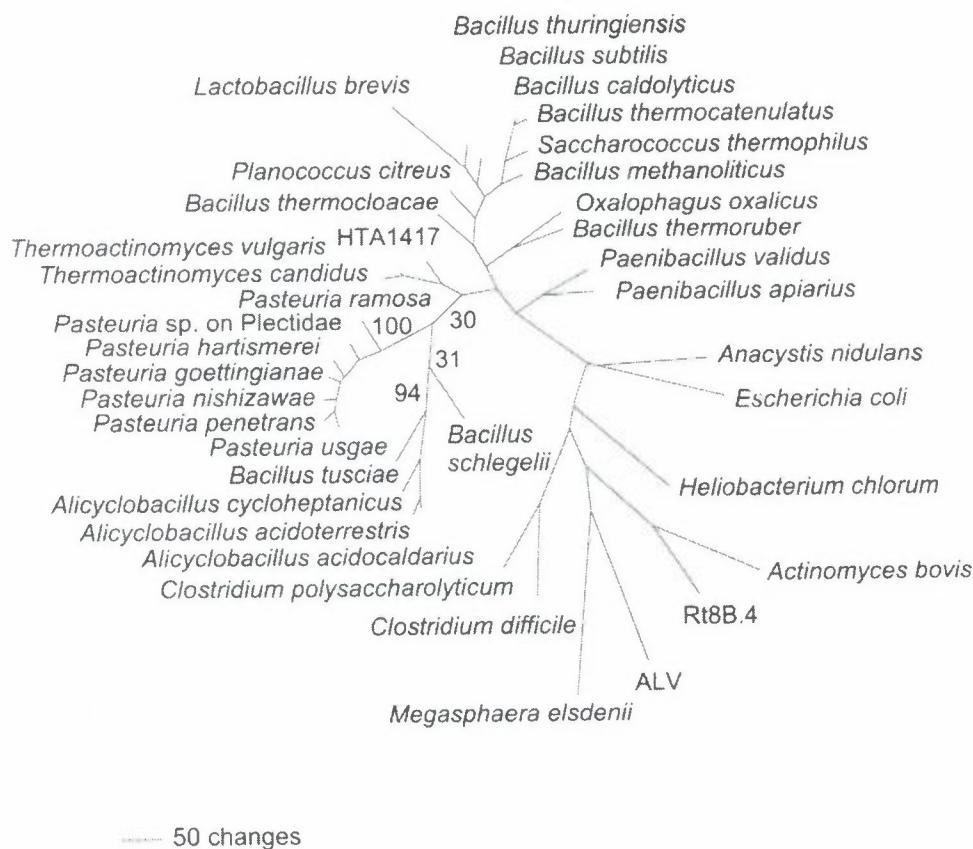 Bacillus thuringiensis
Bacillus subtilis
Lactobacillus brevis
Bacillus caldolyticus
Bacillus thermocatenulatus
Saccharococcus thermophilus
Planococcus citreus
Bacillus methanoliticus
Bacillus thermocloacae
Oxalophagus oxalicus
Bacillus thermoruber
HTA1417
Thermoactinomyces vulgaris
Paenibacillus validus
Thermoactinomyces candidus
Paenibacillus apiarius
Pasteuria ramosa
Pasteuria sp. on Plectidae
100
30
Pasteuria hartismerei
31
Anacystis nidulans
Pasteuria goettingianae
94
Escherichia coli
Pasteuria nishizawae
Pasteuria penetrans
Pasteuria usgae
Bacillus
schlegelii
Bacillus tusciae
Heliobacterium chlorum
Alicyclobacillus cycloheptanicus
Alicyclobacillus acidoterrestris
Alicyclobacillus acidocaldarius
Actinomyces bovis
Clostridium polysaccharolyticum
Rt8B.4
Clostridium difficile
ALV
Megasphaera elsdenii
50 changes